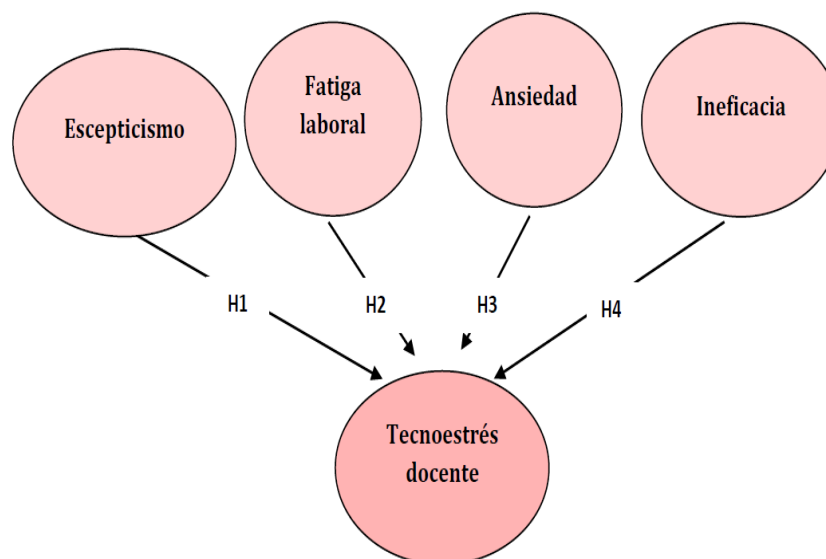 Escepticismo
Fatiga
laboral
Ansiedad
Ineficacia
H1
H2
H3
H4
Tecnoestrés
docente